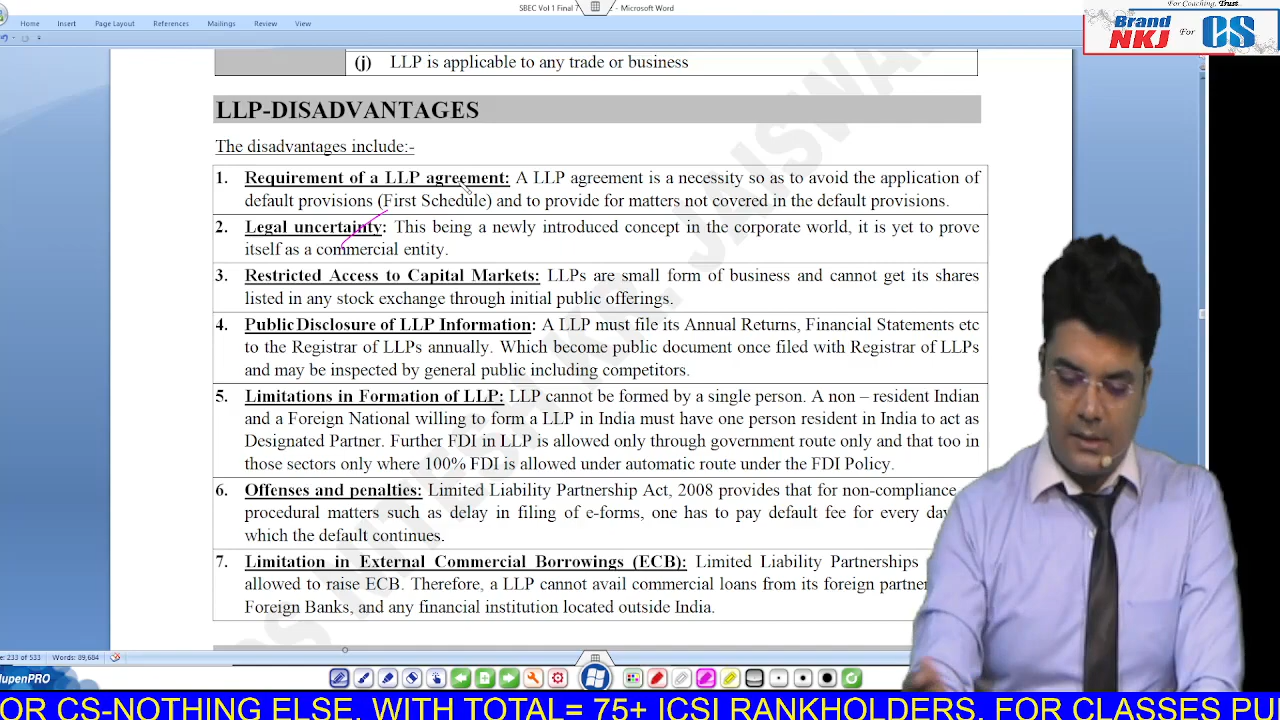 SBEC Vol 1 Final
Microsoft Word
Home Insert Page Layout References Mailings Review View
For Coaching, Trust
Brand NKJ For CS
(j) LLP is applicable to any trade or business
LLP-DISADVANTAGES
The disadvantages include:-
1. Requirement of a LLP agreement: A LLP agreement is a necessity so as to avoid the application of
default provisions (First Schedule) and to provide for matters not covered in the default provisions.
2. Legal uncertainty: This being a newly introduced concept in the corporate world, it is yet to prove
itself as a commercial entity.
3. Restricted Access to Capital Markets: LLPs are small form of business and cannot get its shares
listed in any stock exchange through initial public offerings.
4. Public Disclosure of LLP Information: A LLP must file its Annual Returns, Financial Statements etc
to the Registrar of LLPs annually. Which become public document once filed with Registrar of LLPs
and may be inspected by general public including competitors.
5. Limitations in Formation of LLP: LLP cannot be formed by a single person. A non – resident Indian
and a Foreign National willing to form a LLP in India must have one person resident in India to act as
Designated Partner. Further FDI in LLP is allowed only through government route only and that too in
those sectors only where 100% FDI is allowed under automatic route under the FDI Policy.
6. Offenses and penalties: Limited Liability Partnership Act, 2008 provides that for non-compliance
procedural matters such as delay in filing of e-forms, one has to pay default fee for every day
which the default continues.
7. Limitation in External Commercial Borrowings (ECB): Limited Liability Partnerships
allowed to raise ECB. Therefore, a LLP cannot avail commercial loans from its foreign partner
Foreign Banks, and any financial institution located outside India.
233 of 533 Words: 89,684
upenPRO
OR CS-NOTHING ELSE. WITH TOTAL= 75+ ICSI RANKHOLDERS. FOR CLASSES PU